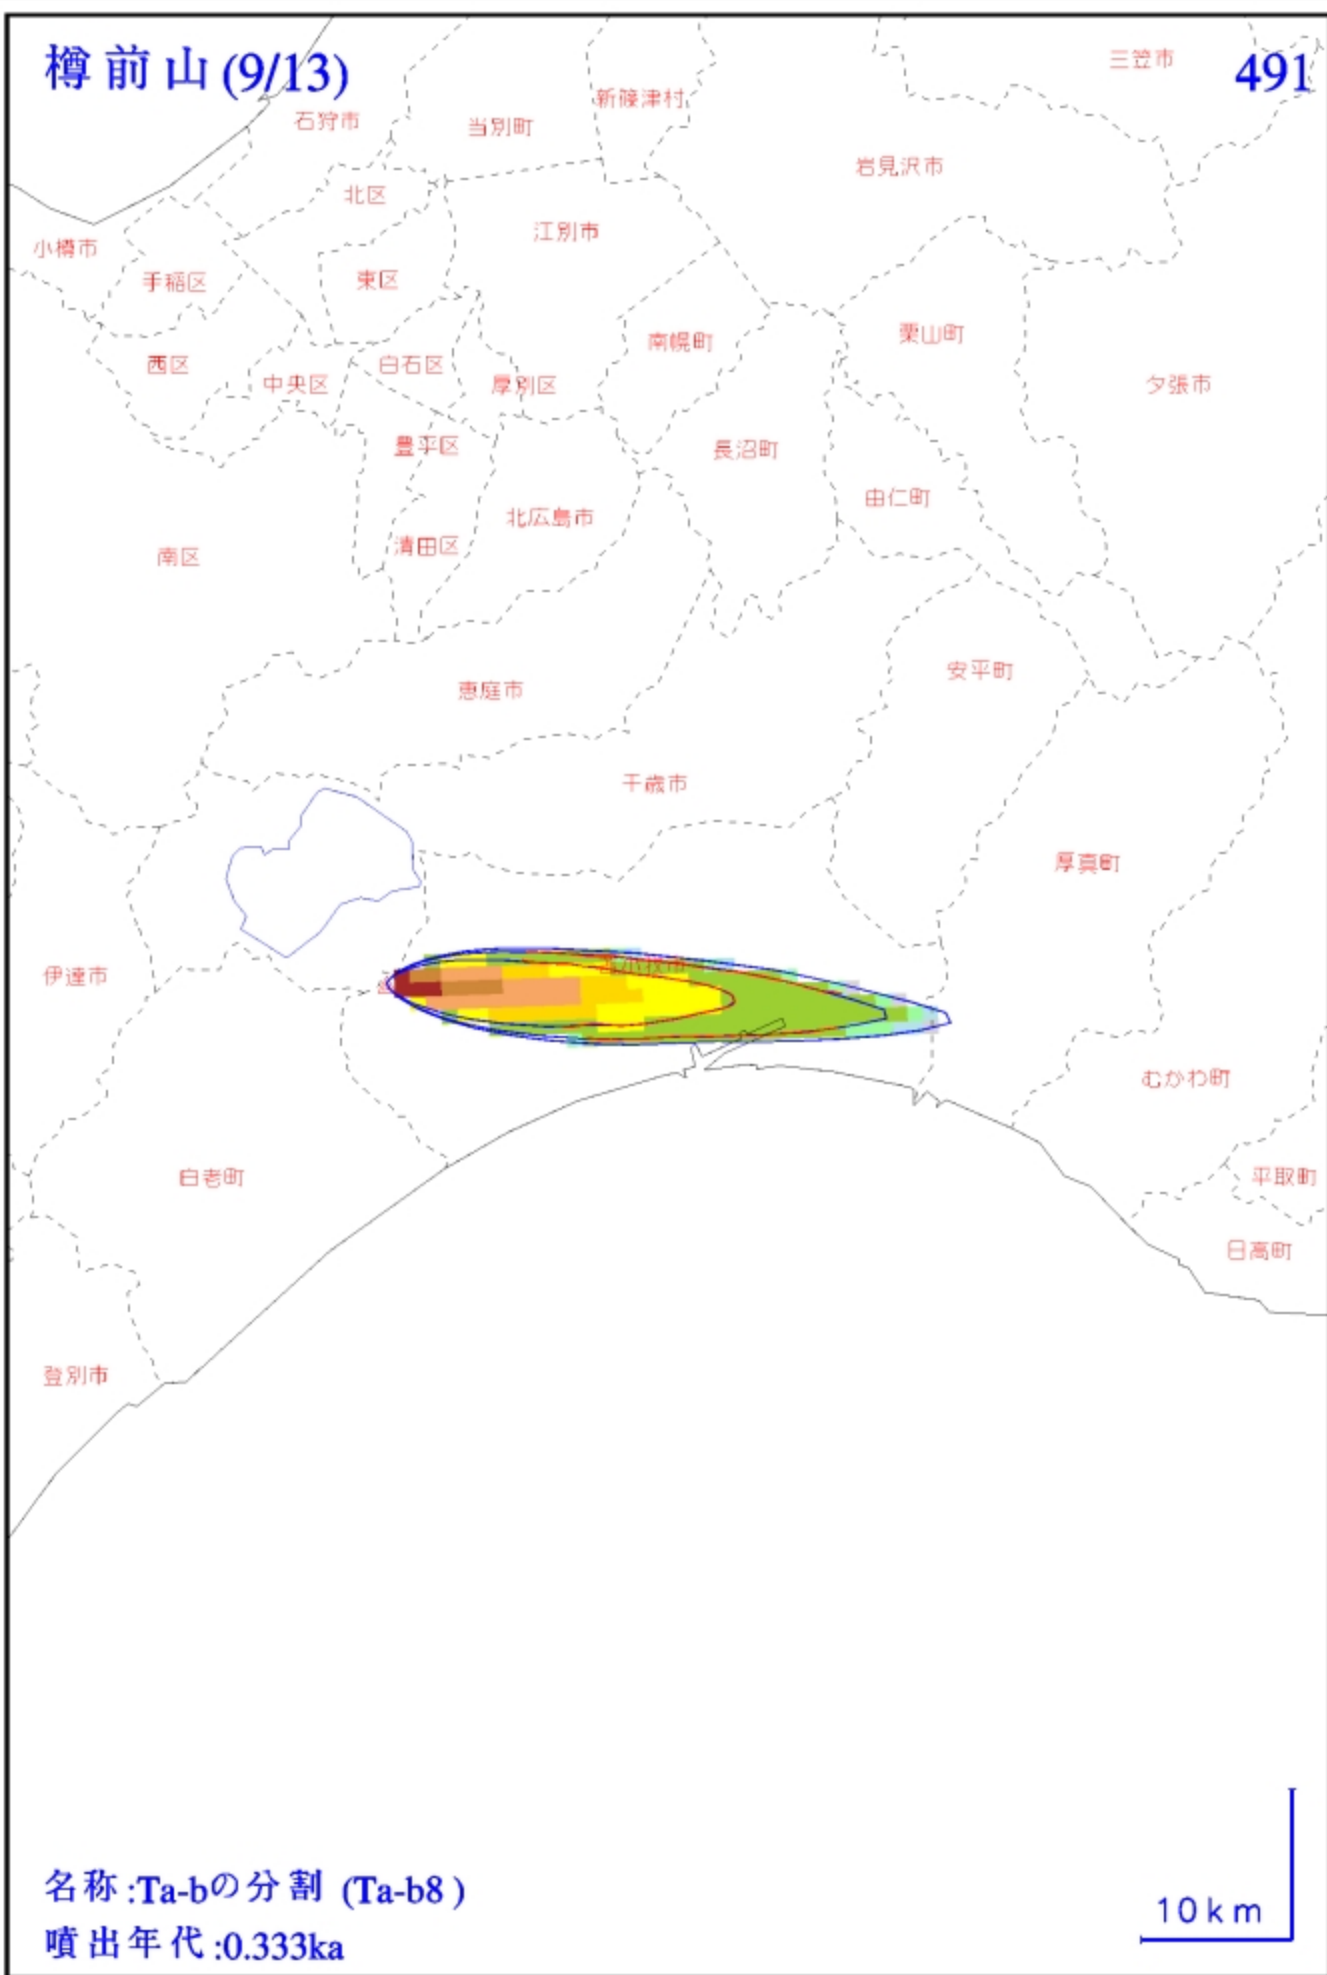 樽前山(9/13)
491
三笠市
新篠津村
石狩市
当別町
岩見沢市
北区
江別市
小樽市
手稲区
東区
南幌町
栗山町
西区
中央区
白石区
厚別区
夕張市
豊平区
長沼町
由仁町
北広島市
清田区
南区
安平町
恵庭市
千歳市
厚真町
苫小牧市
伊達市
むかわ町
白老町
平取町
日高町
登別市
名称:Ta-bの分割 (Ta-b8 )
10km
噴出年代:0.333ka